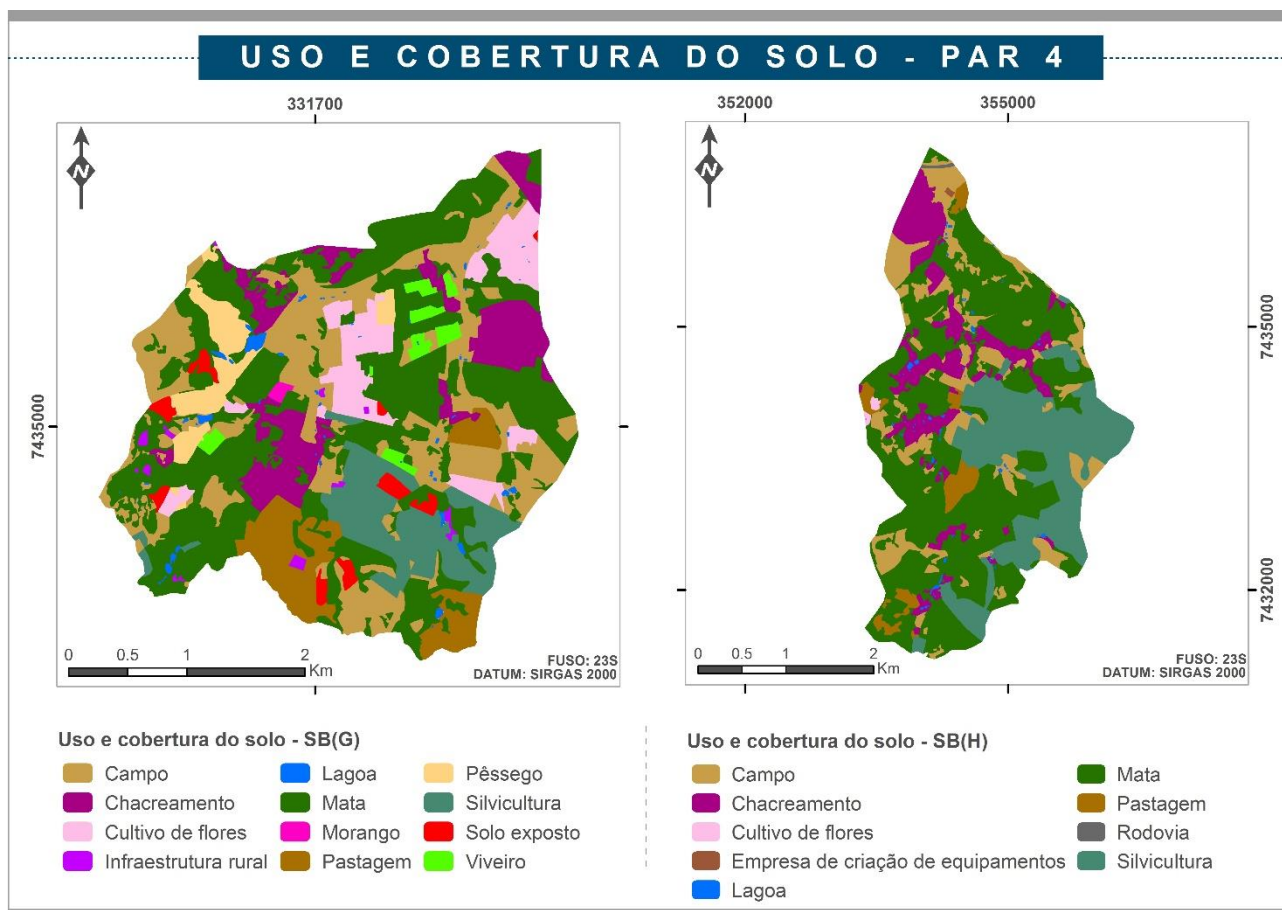 USO E COBERTURA DO SOLO - PAR 4
331700
N
7435000
0 0.5 1 2
Km
FUSO: 23S
DATUM: SIRGAS 2000
352000 355000
N
7435000
7432000
0 0.5 1 2
Km
FUSO: 23S
DATUM: SIRGAS 2000
Uso e cobertura do solo - SB(G)
Campo
Chacreamento
Cultivo de flores
Infraestrutura rural
Lagoa
Mata
Morango
Pastagem
Pêssego
Silvicultura
Solo exposto
Viveiro
Uso e cobertura do solo - SB(H)
Campo
Chacreamento
Cultivo de flores
Empresa de criação de equipamentos
Lagoa
Mata
Pastagem
Rodovia
Silvicultura